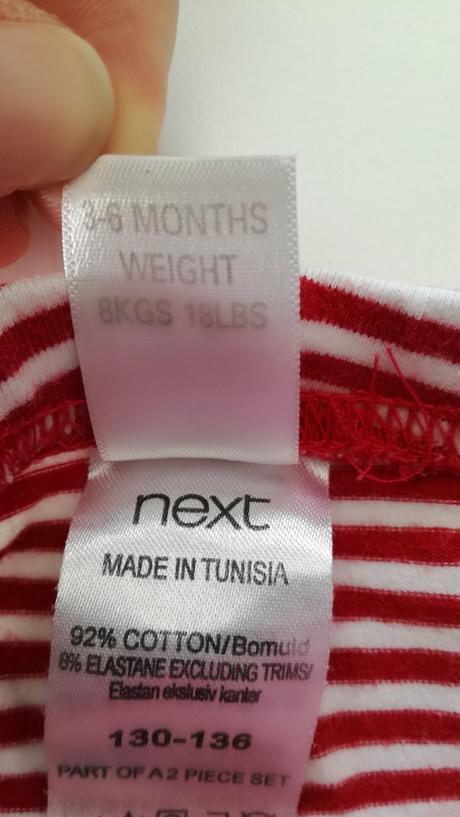 3-6 MONTHS
WEIGHT
8KGS 18LBS
next
MADE IN TUNISIA
92% COTTON/Bomuld
8% ELASTANE EXCLUDING TRIMS/
Elastan ekslusiv kanter
130-136
PART OF A 2 PIECE SET